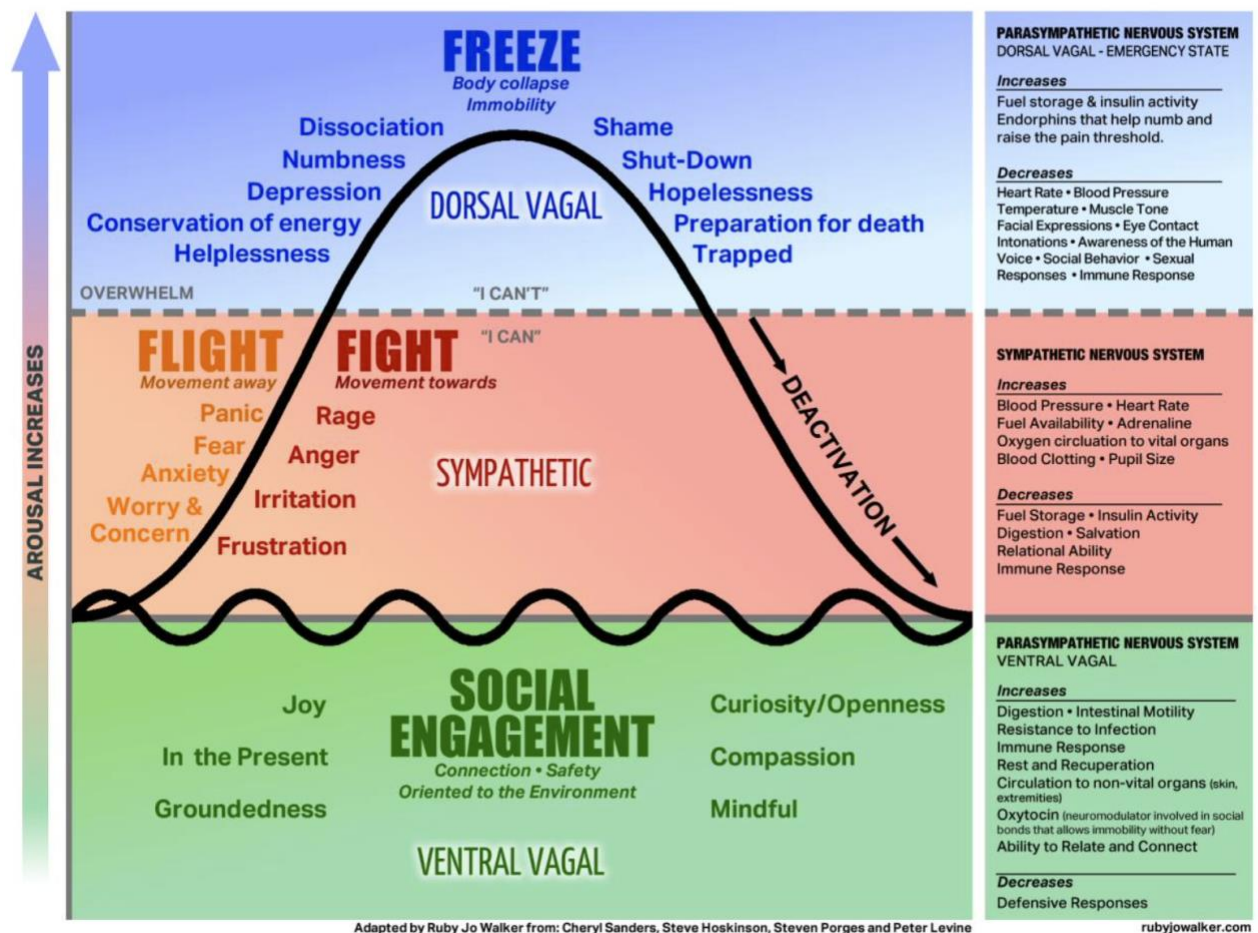 AROUSAL INCREASES
FREEZE
Body collapse
Immobility
Dissociation
Numbness
Depression
Conservation of energy
Helplessness
Shame
Shut-Down
Hopelessness
Preparation for death
Trapped
DORSAL VAGAL
OVERWHELM
"I CAN'T"
"I CAN"
FLIGHT
Movement away
Panic
Fear
Anxiety
Worry &
Concern
FIGHT
Movement towards
Rage
Anger
Irritation
Frustration
SYMPATHETIC
DEACTIVATION
SOCIAL
ENGAGEMENT
Connection • Safety
Oriented to the Environment
Joy
In the Present
Groundedness
Curiosity/Openness
Compassion
Mindful
VENTRAL VAGAL
PARASYMPATHETIC NERVOUS SYSTEM
DORSAL VAGAL - EMERGENCY STATE
Increases
Fuel storage & insulin activity
Endorphins that help numb and
raise the pain threshold.
Decreases
Heart Rate • Blood Pressure
Temperature • Muscle Tone
Facial Expressions • Eye Contact
Intonations • Awareness of the Human
Voice • Social Behavior • Sexual
Responses • Immune Response
SYMPATHETIC NERVOUS SYSTEM
Increases
Blood Pressure • Heart Rate
Fuel Availability • Adrenaline
Oxygen circluation to vital organs
Blood Clotting • Pupil Size
Decreases
Fuel Storage • Insulin Activity
Digestion • Salvation
Relational Ability
Immune Response
PARASYMPATHETIC NERVOUS SYSTEM
VENTRAL VAGAL
Increases
Digestion • Intestinal Motility
Resistance to Infection
Immune Response
Rest and Recuperation
Circulation to non-vital organs (skin,
extremities)
Oxytocin (neuromodulator involved in social
bonds that allows immobility without fear)
Ability to Relate and Connect
Decreases
Defensive Responses
Adapted by Ruby Jo Walker from: Cheryl Sanders, Steve Hoskinson, Steven Porges and Peter Levine
rubyjowalker.com